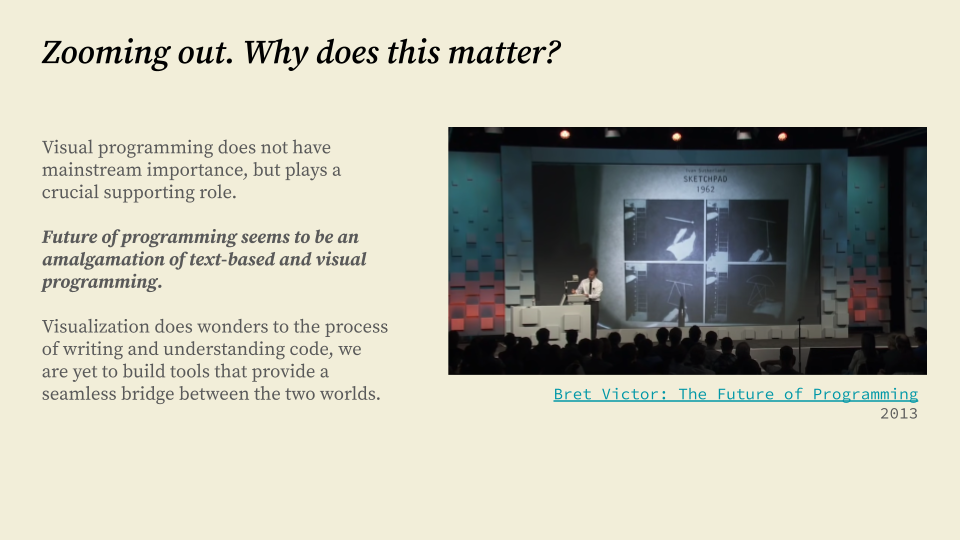 Zooming out. Why does this matter?
Visual programming does not have
mainstream importance, but plays a
crucial supporting role.
Future of programming seems to be an
amalgamation of text-based and visual
programming.
Visualization does wonders to the process
of writing and understanding code, we
are yet to build tools that provide a
seamless bridge between the two worlds.
SKETCHPAD
1962
Bret Victor: The Future of Programming
2013